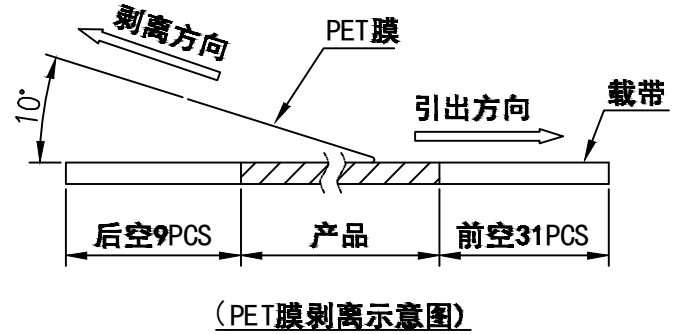 剥离方向
PET膜
10°
引出方向
载带
后空9PCS
产品
前空31PCS
(PET膜剥离示意图)